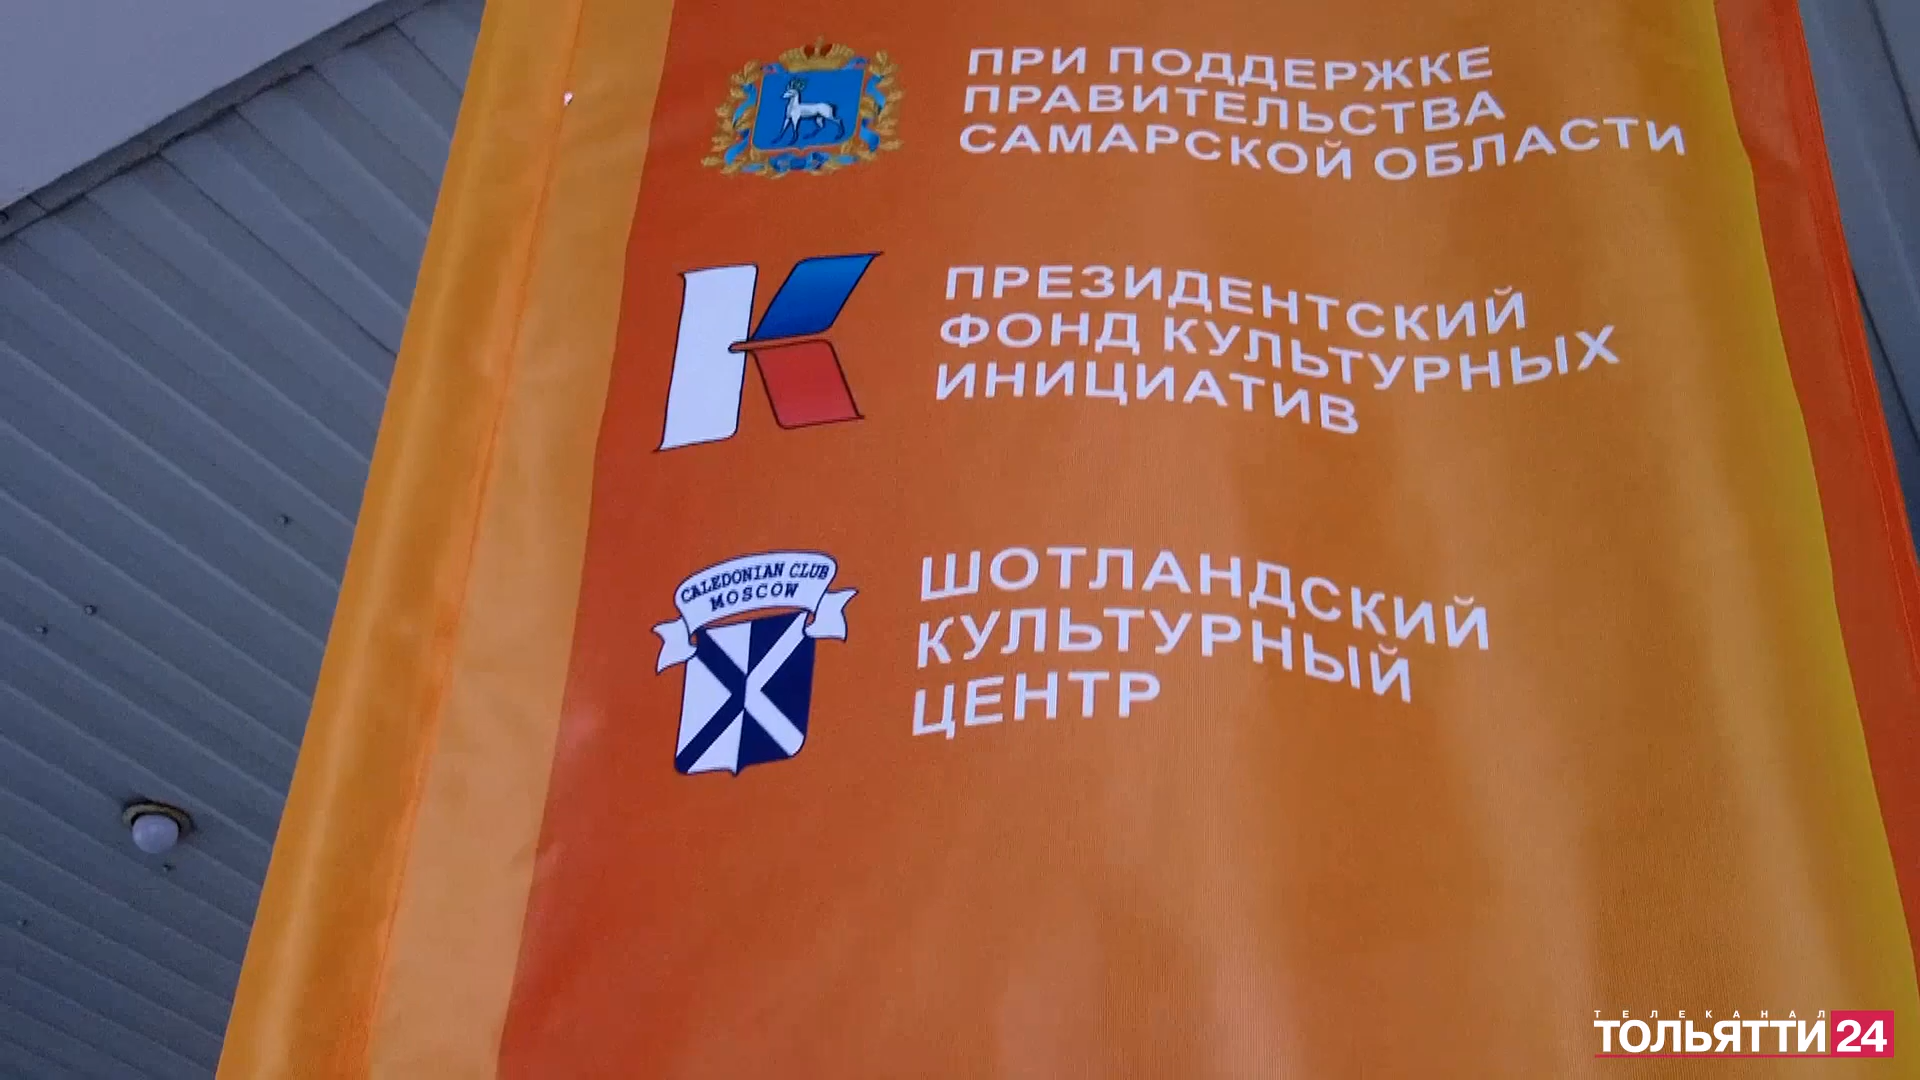 ПРИ ПОДДЕРЖКЕ
ПРАВИТЕЛЬСТВА
САМАРСКОЙ ОБЛАСТИ
ПРЕЗИДЕНТСКИЙ
ФОНД КУЛЬТУРНЫХ
ИНИЦИАТИВ
CALEDONIAN CLUB
MOSCOW
ШОТЛАНДСКИЙ
КУЛЬТУРНЫЙ
ЦЕНТР
ТЕЛЕКАНАЛ
ТОЛЬЯТТИ 24